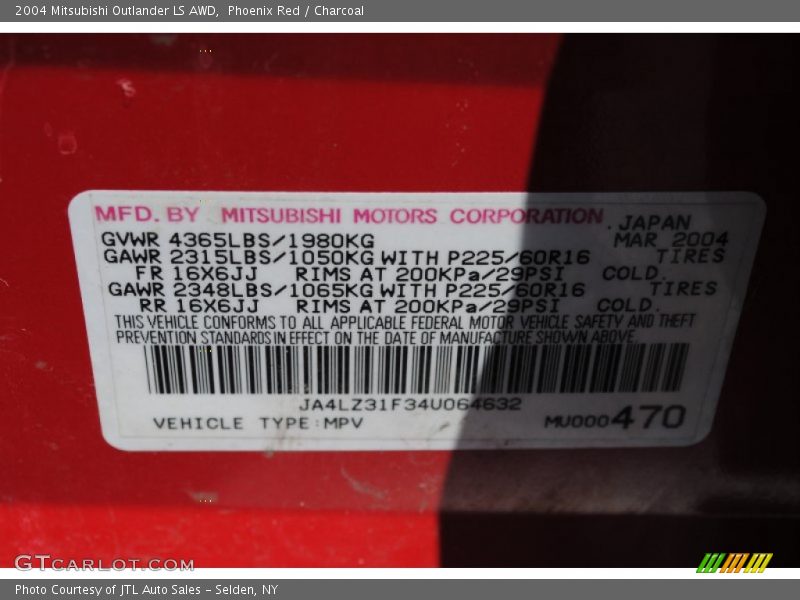 2004 Mitsubishi Outlander LS AWD,  Phoenix Red / Charcoal
MFD. BY MITSUBISHI MOTORS CORPORATION. JAPAN
GVWR 4365LBS/1980KG MAR 2004
GAWR 2315LBS/1050KG WITH P225/60R16 TIRES
FR 16X6JJ RIMS AT 200KPa/29PSI COLD.
GAWR 2348LBS/1065KG WITH P225/60R16 TIRES
RR 16X6JJ RIMS AT 200KPa/29PSI COLD.
THIS VEHICLE CONFORMS TO ALL APPLICABLE FEDERAL MOTOR VEHICLE SAFETY AND THEFT
PREVENTION STANDARDS IN EFFECT ON THE DATE OF MANUFACTURE SHOWN ABOVE.
JA4LZ31F34U064632
VEHICLE TYPE:MPV MU000470
GTCARLOT.COM
Photo Courtesy of JTL Auto Sales - Selden, NY